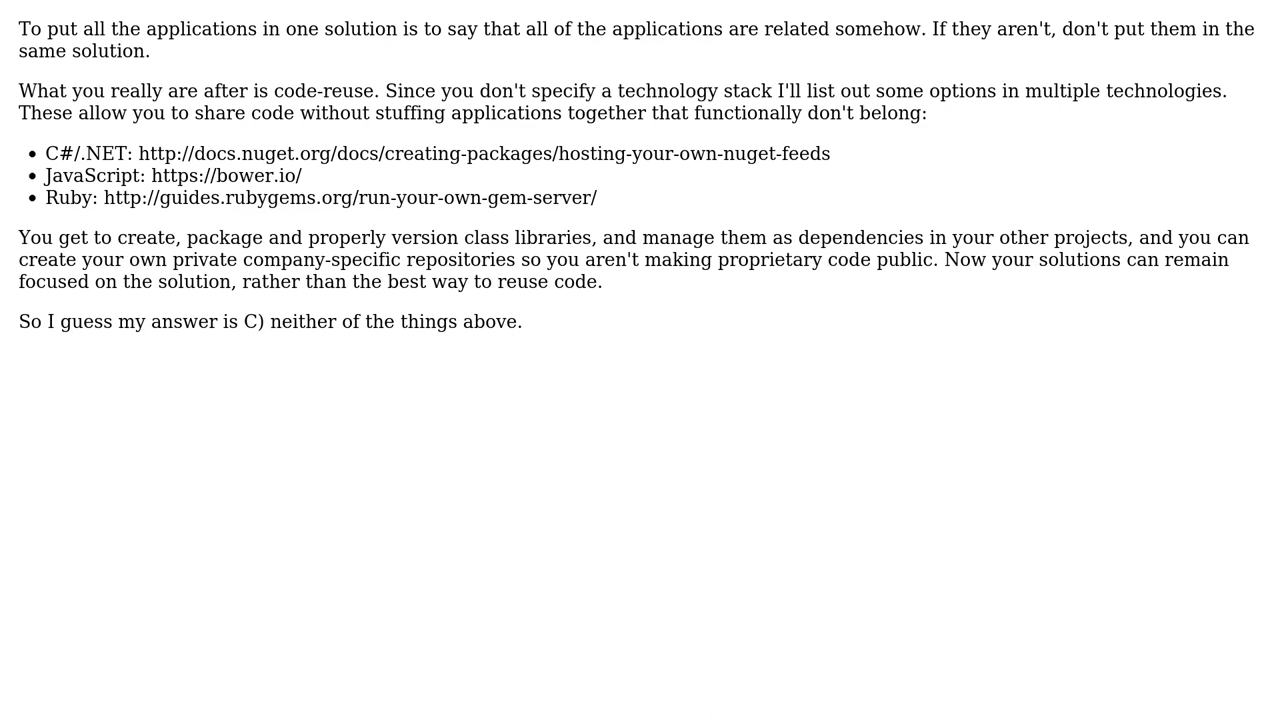 To put all the applications in one solution is to say that all of the applications are related somehow. If they aren't, don't put them in the
same solution.
What you really are after is code-reuse. Since you don't specify a technology stack I'll list out some options in multiple technologies.
These allow you to share code without stuffing applications together that functionally don't belong:
• C#/.NET: http://docs.nuget.org/docs/creating-packages/hosting-your-own-nuget-feeds
• JavaScript: https://bower.io/
• Ruby: http://guides.rubygems.org/run-your-own-gem-server/
You get to create, package and properly version class libraries, and manage them as dependencies in your other projects, and you can
create your own private company-specific repositories so you aren't making proprietary code public. Now your solutions can remain
focused on the solution, rather than the best way to reuse code.
So I guess my answer is C) neither of the things above.